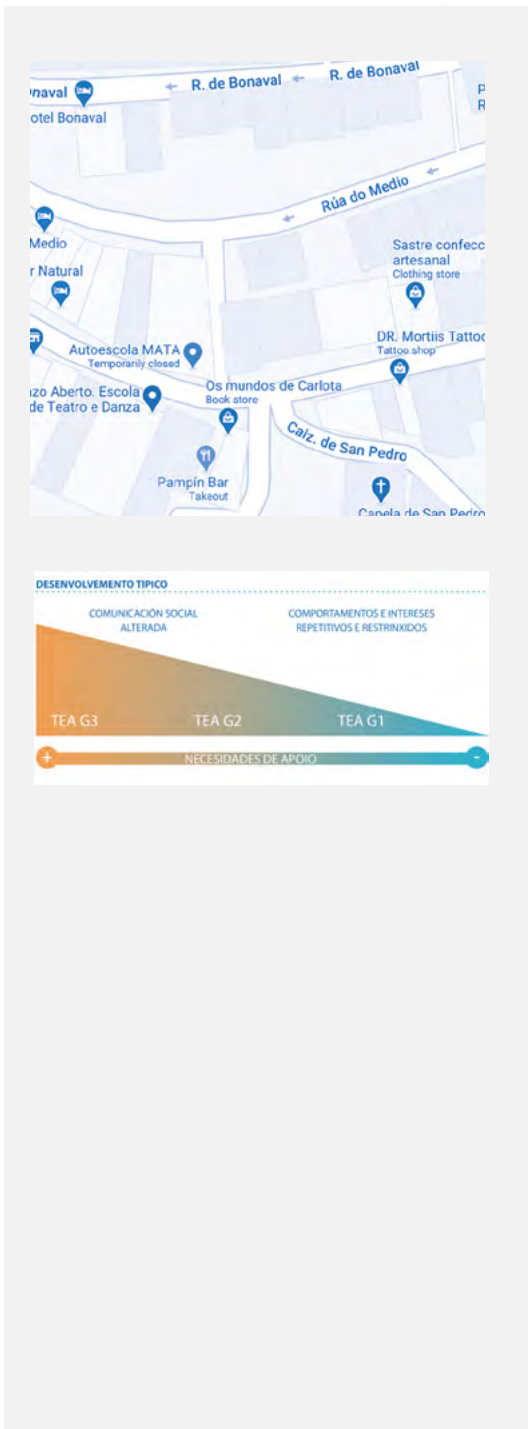 R. de Bonaval
R. de Bonaval
onaval
otel Bonaval
P
R
Rúa do Medio
Medio
r Natural
Sastre confecc
artesanal
Clothing store
DR. Mortiis Tattoo
Tattoo shop
Autoescola MATA
Temporarily closed
nzo Aberto. Escola
de Teatro e Danza
Os mundos de Carlota
Book store
Calz. de San Pedro
Pampín Bar
Takeout
Capela de San Pedro
DESENVOLVEMENTO TIPICO
COMUNICACIÓN SOCIAL
ALTERADA
COMPORTAMENTOS E INTERESES
REPETITIVOS E RESTRINXIDOS
TEA G3
TEA G2
TEA G1
+
NECESIDADES DE APOIO
-